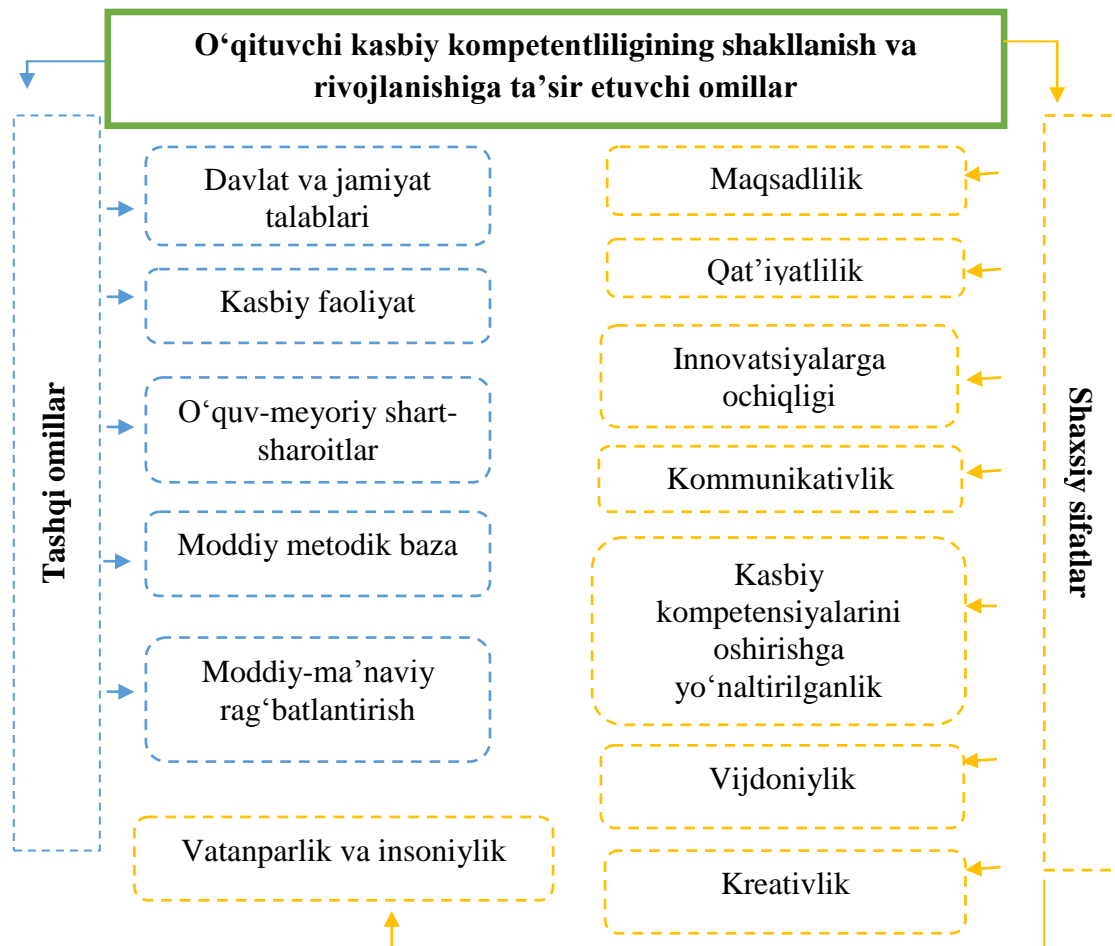 O‘qituvchi kasbiy kompetentliligining shakllanish va
rivojlanishiga ta’sir etuvchi omillar
Tashqi omillar
Davlat va jamiyat
talablari
Kasbiy faoliyat
O‘quv-meyoriy shart-
sharoitlar
Moddiy metodik baza
Moddiy-ma’naviy
rag‘batlantirish
Vatanparlik va insoniylik
Maqsadlilik
Qat’iyatlilik
Innovatsiyalarga
ochiqligi
Kommunikativlik
Kasbiy
kompetensiyalarini
oshirishga
yo‘naltirilganlik
Vijdoniylik
Kreativlik
Shaxsiy sifatlar